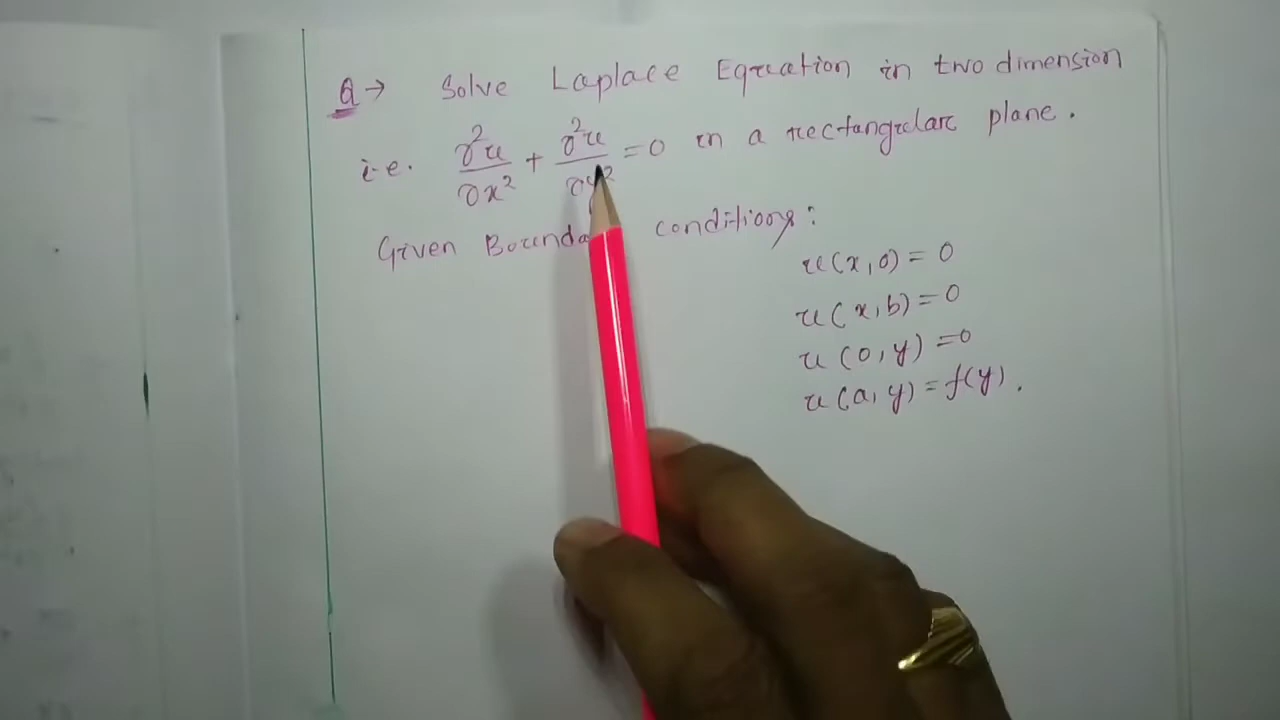 Q → Solve Laplace Equation in two dimension
i.e. ∂²u/∂x² + ∂²u/∂y² = 0 in a rectangular plane.
Given conditions:
u(x,0) = 0
u(x,b) = 0
u(0,y) = 0
u(a,y) = f(y).